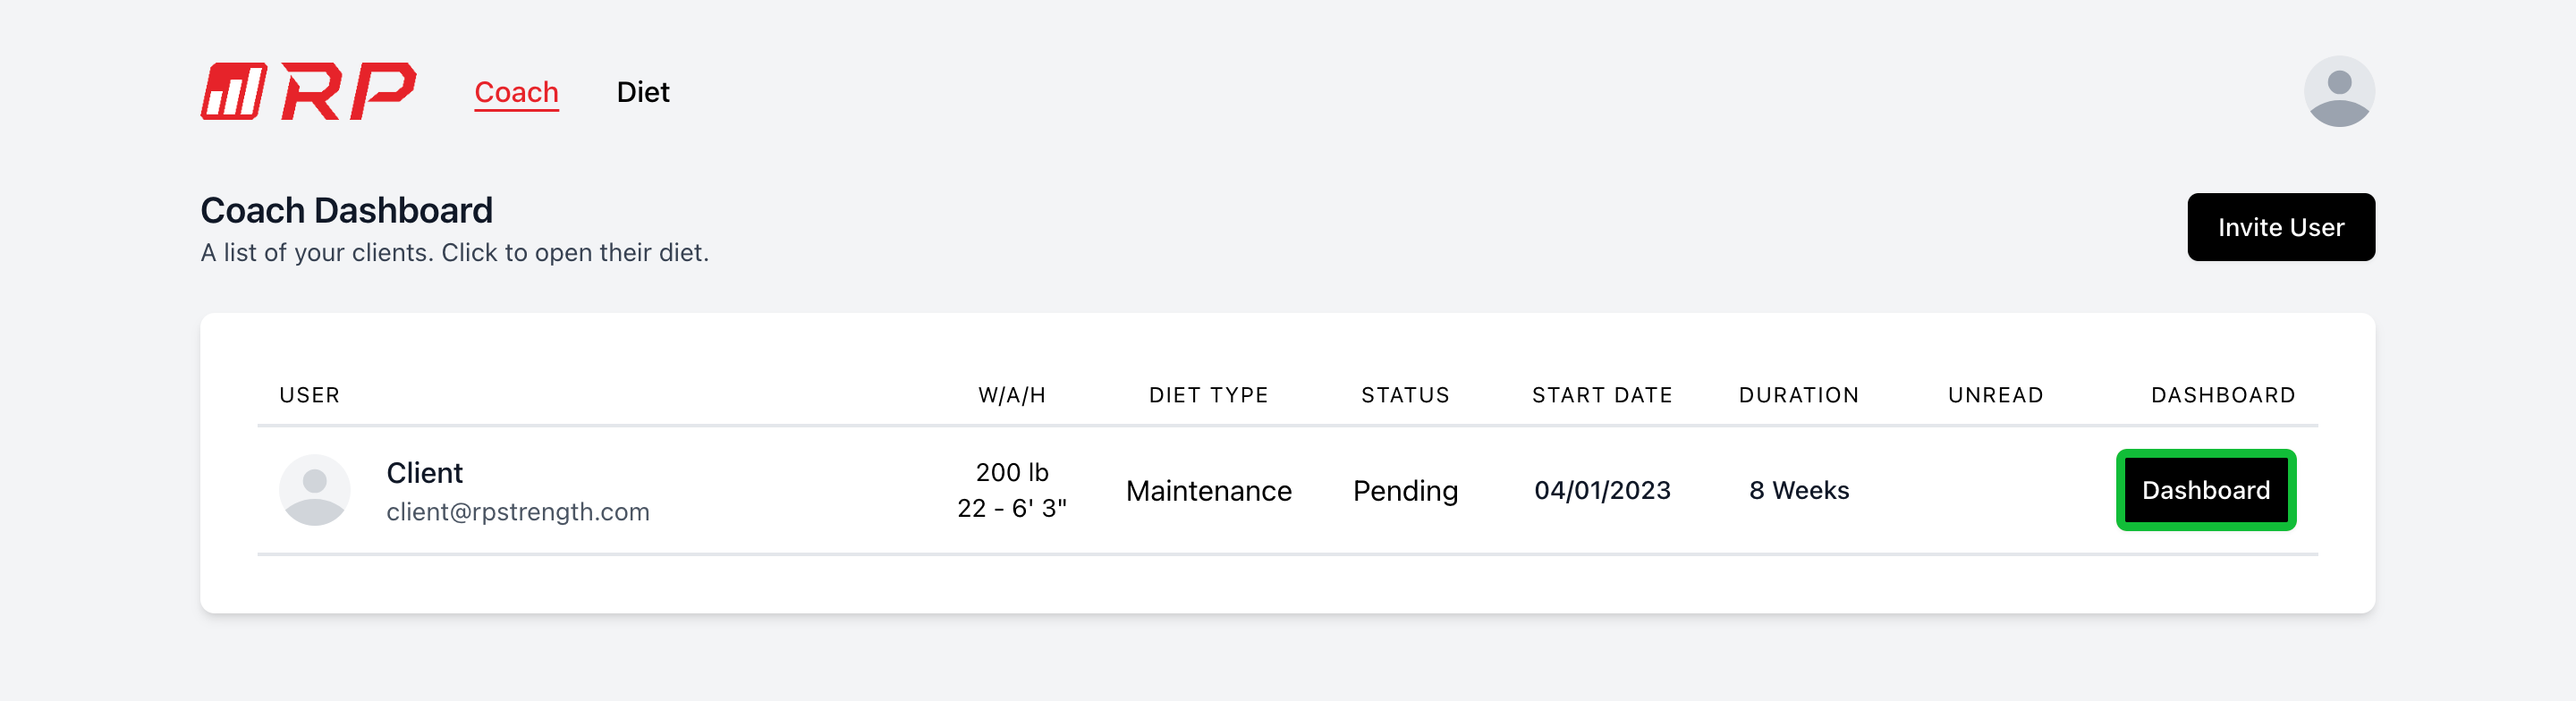 RP Coach Diet
Coach Dashboard
A list of your clients. Click to open their diet.
Invite User
USER W/A/H DIET TYPE STATUS START DATE DURATION UNREAD DASHBOARD
Client
client@rpstrength.com
200 lb
22 - 6' 3"
Maintenance Pending 04/01/2023 8 Weeks Dashboard